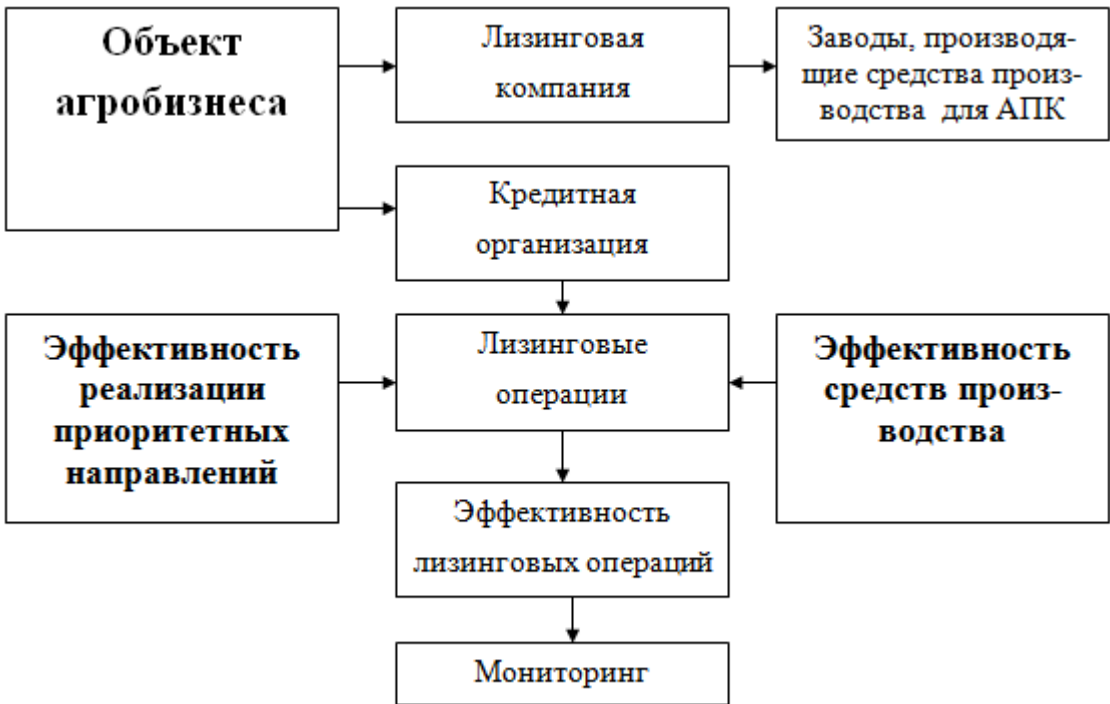 Объект
агробизнеса
Лизинговая
компания
Заводы, производя-
щие средства произ-
водства для АПК
Кредитная
организация
Эффективность
реализации
приоритетных
направлений
Лизинговые
операции
Эффективность
средств произ-
водства
Эффективность
лизинговых операций
Мониторинг